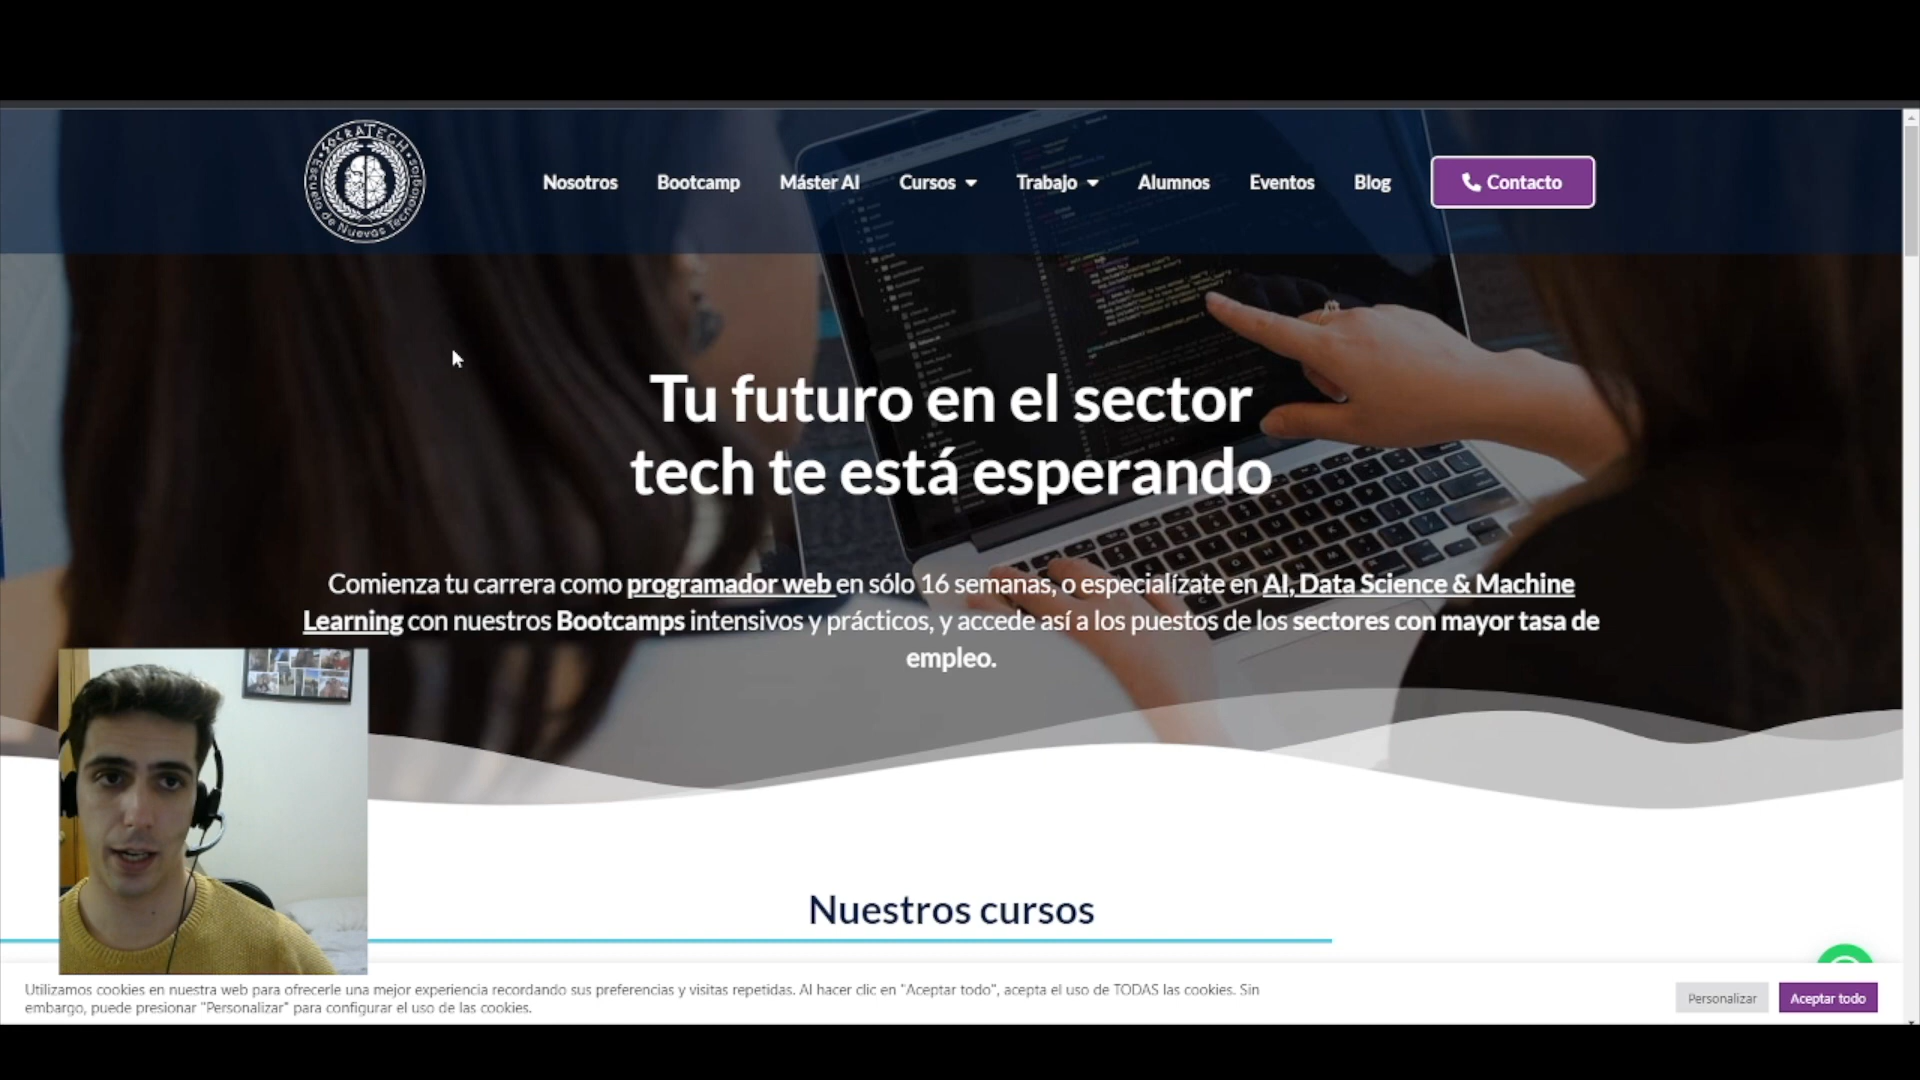 SOCRATECH
Escuela de Nuevas Tecnologías
Nosotros
Bootcamp
Máster AI
Cursos
Trabajo
Alumnos
Eventos
Blog
Contacto
Tu futuro en el sector
tech te está esperando
Comienza tu carrera como programador web en sólo 16 semanas, o especialízate en AI, Data Science & Machine
Learning con nuestros Bootcamps intensivos y prácticos, y accede así a los puestos de los sectores con mayor tasa de
empleo.
Nuestros cursos
Utilizamos cookies en nuestra web para ofrecerle una mejor experiencia recordando sus preferencias y visitas repetidas. Al hacer clic en "Aceptar todo", acepta el uso de TODAS las cookies. Sin
embargo, puede presionar "Personalizar" para configurar el uso de las cookies.
Personalizar
Aceptar todo